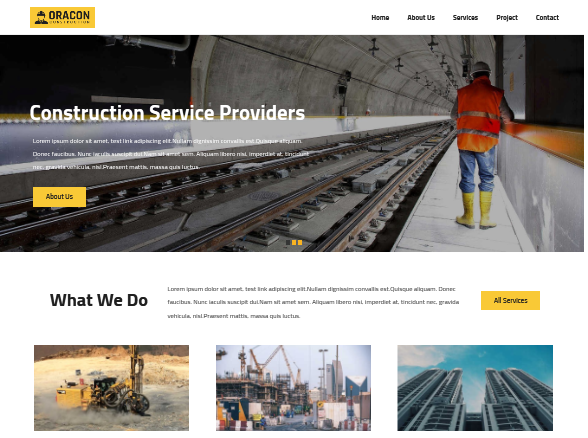 ORACON
CONSTRUCTION
Home About Us Services Project Contact
Construction Service Providers
Lorem ipsum dolor sit amet, test link adipiscing elit.Nullam dignissim convallis est.Quisque aliquam.
Donec faucibus. Nunc iaculis suscipit dui.Nam sit amet sem. Aliquam libero nisi, imperdiet at, tincidunt
nec, gravida vehicula, nisl.Praesent mattis, massa quis luctus.
About Us
What We Do
Lorem ipsum dolor sit amet, test link adipiscing elit.Nullam dignissim convallis est.Quisque aliquam. Donec
faucibus. Nunc iaculis suscipit dui.Nam sit amet sem. Aliquam libero nisi, imperdiet at, tincidunt nec, gravida
vehicula, nisl.Praesent mattis, massa quis luctus.
All Services